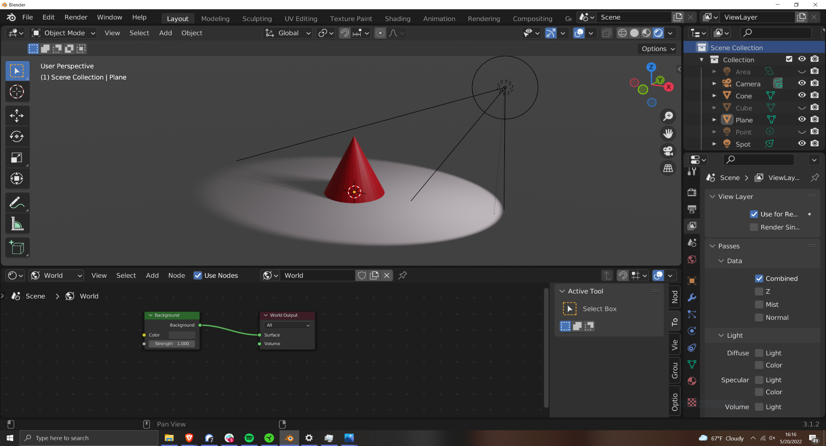 Blender
File Edit Render Window Help Layout Modeling Sculpting UV Editing Texture Paint Shading Animation Rendering Compositing Scene ViewLayer
Object Mode View Select Add Object Global
Options
User Perspective
(1) Scene Collection | Plane
Z
Y
X
Scene Collection
Collection
Area
Camera
Cone
Cube
Plane
Point
Spot
Scene ViewLay...
View Layer
Use for Re...
Render Sin...
Passes
Data
Combined
Z
Mist
Normal
Light
Diffuse Light
Color
Specular Light
Color
Volume Light
World View Select Add Node Use Nodes World
Scene World
Background
Background
Color
Strength 1.000
World Output
All
Surface
Volume
Active Tool
Select Box
Nod
To
Vie
Grou
Optio
Pan View
3.1.2
Type here to search
67°F Cloudy
16:16
5/20/2022